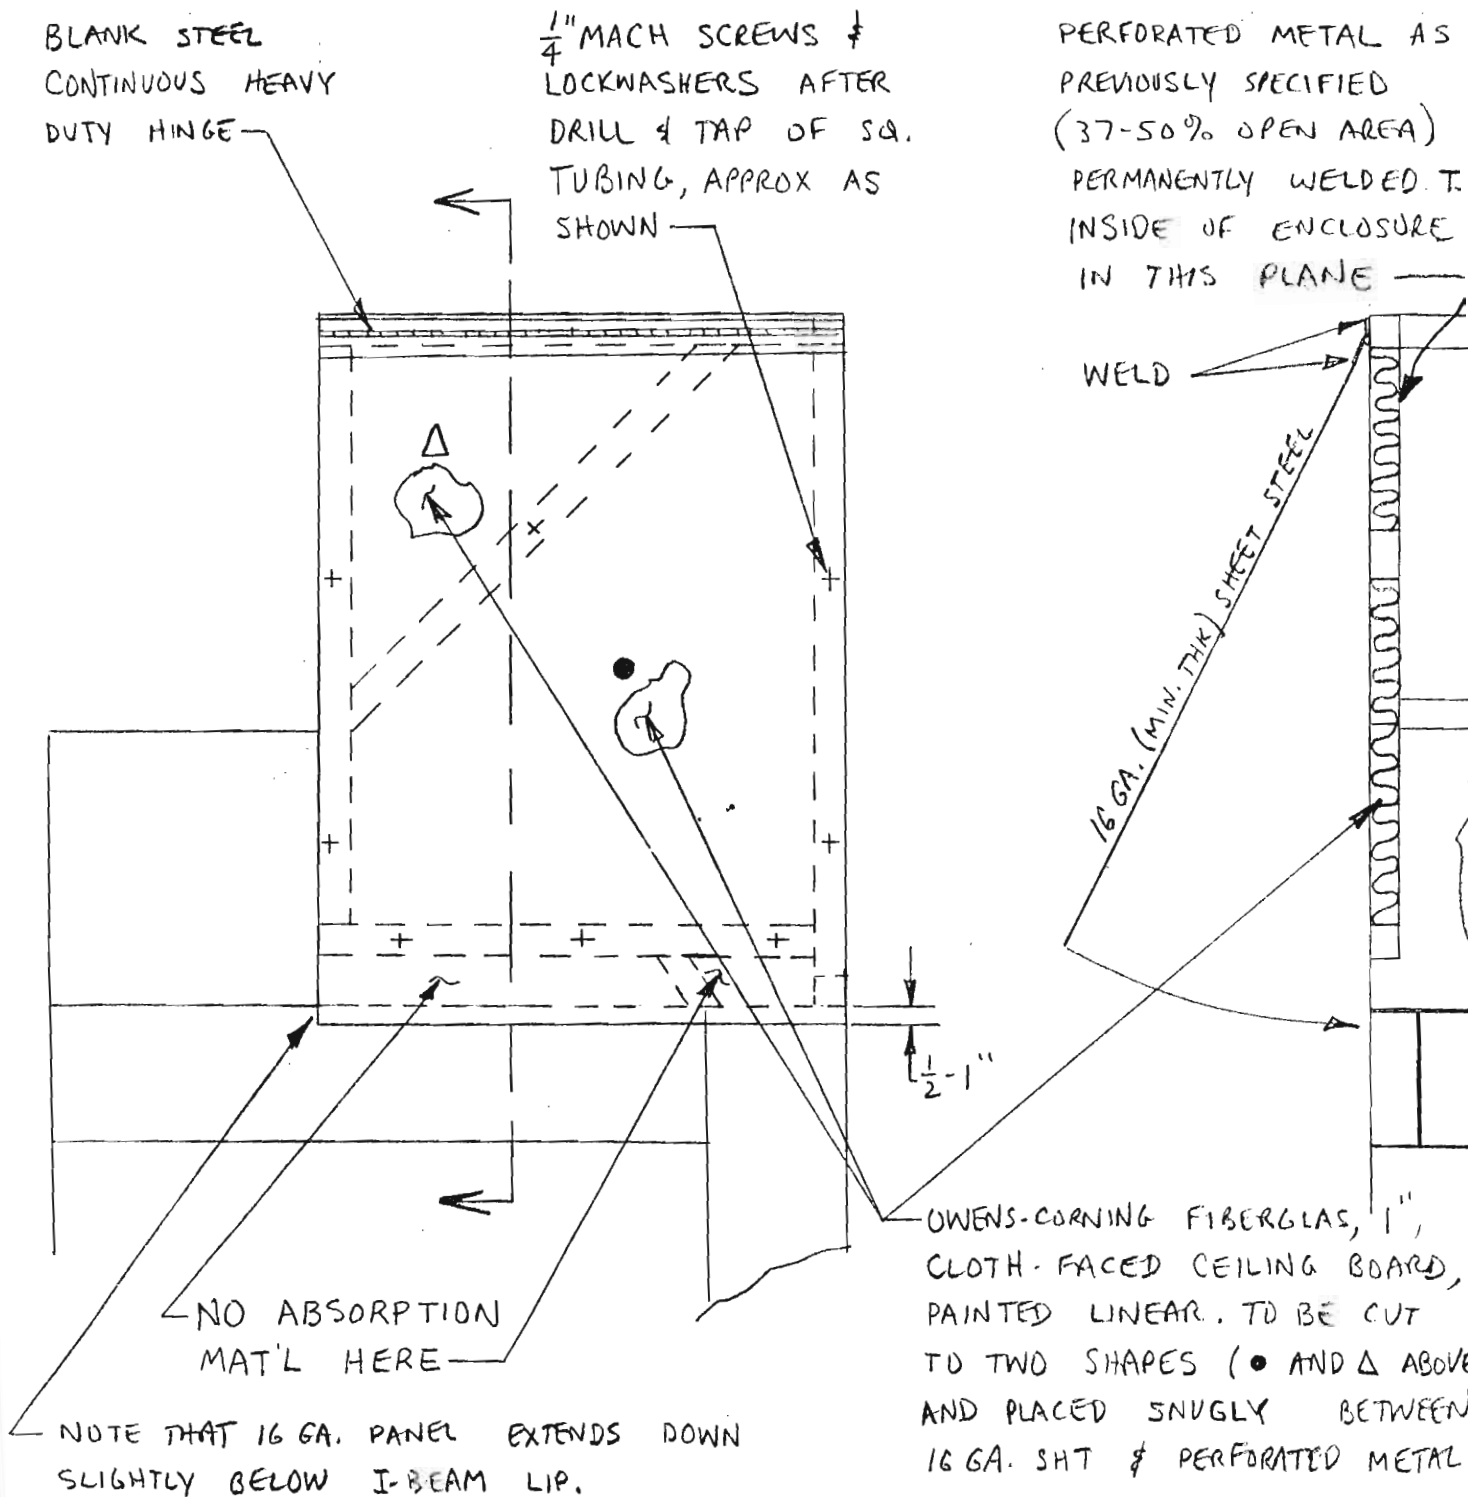 BLANK STEEL
CONTINUOUS HEAVY
DUTY HINGE
1/4" MACH SCREWS &
LOCKWASHERS AFTER
DRILL & TAP OF SQ.
TUBING, APPROX AS
SHOWN
PERFORATED METAL AS
PREVIOUSLY SPECIFIED
(37-50% OPEN AREA)
PERMANENTLY WELDED T
INSIDE OF ENCLOSURE
IN THIS PLANE
WELD
Δ
●
16 GA. (MIN. THK) SHEET STEEL
1/2-1"
OWENS-CORNING FIBERGLAS, 1",
CLOTH-FACED CEILING BOARD,
PAINTED LINEAR. TO BE CUT
TO TWO SHAPES (● AND Δ ABOVE
AND PLACED SNUGLY BETWEEN
16 GA. SHT & PERFORATED METAL
NO ABSORPTION
MAT'L HERE
NOTE THAT 16 GA. PANEL EXTENDS DOWN
SLIGHTLY BELOW I-BEAM LIP.